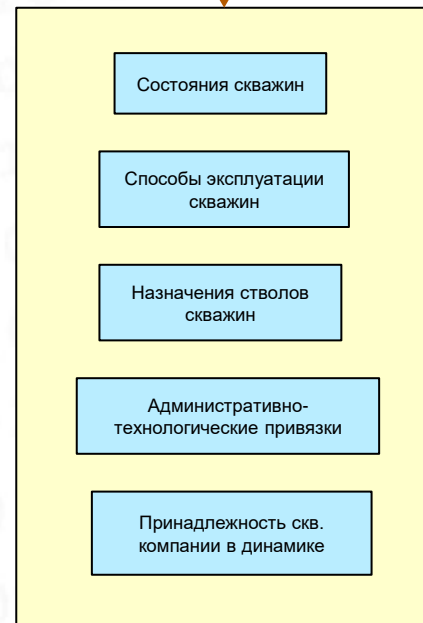 Состояния скважин
Способы эксплуатации
скважин
Назначения стволов
скважин
Административно-
технологические привязки
Принадлежность скв.
компании в динамике